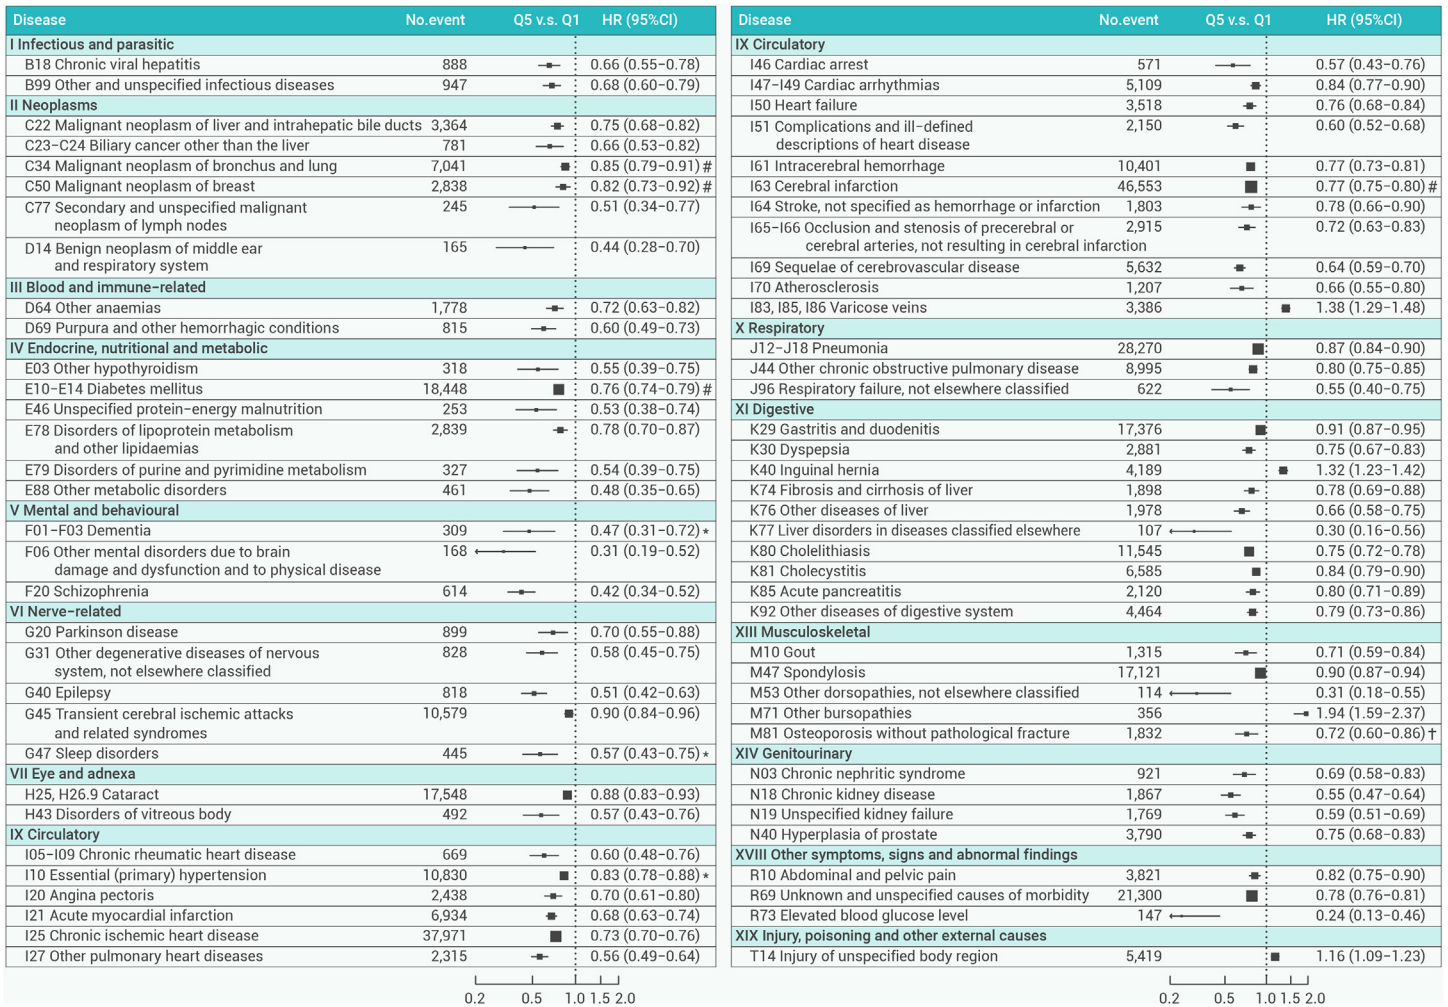 Disease No.event Q5 v.s. Q1 HR (95%CI)
I Infectious and parasitic
B18 Chronic viral hepatitis 888 0.66 (0.55–0.78)
B99 Other and unspecified infectious diseases 947 0.68 (0.60–0.79)
II Neoplasms
C22 Malignant neoplasm of liver and intrahepatic bile ducts 3,364 0.75 (0.68–0.82)
C23–C24 Biliary cancer other than the liver 781 0.66 (0.53–0.82)
C34 Malignant neoplasm of bronchus and lung 7,041 0.85 (0.79–0.91) #
C50 Malignant neoplasm of breast 2,838 0.82 (0.73–0.92) #
C77 Secondary and unspecified malignant 245 0.51 (0.34–0.77)
neoplasm of lymph nodes
D14 Benign neoplasm of middle ear 165 0.44 (0.28–0.70)
and respiratory system
III Blood and immune-related
D64 Other anaemias 1,778 0.72 (0.63–0.82)
D69 Purpura and other hemorrhagic conditions 815 0.60 (0.49–0.73)
IV Endocrine, nutritional and metabolic
E03 Other hypothyroidism 318 0.55 (0.39–0.75)
E10–E14 Diabetes mellitus 18,448 0.76 (0.74–0.79) #
E46 Unspecified protein-energy malnutrition 253 0.53 (0.38–0.74)
E78 Disorders of lipoprotein metabolism 2,839 0.78 (0.70–0.87)
and other lipidaemias
E79 Disorders of purine and pyrimidine metabolism 327 0.54 (0.39–0.75)
E88 Other metabolic disorders 461 0.48 (0.35–0.65)
V Mental and behavioural
F01–F03 Dementia 309 0.47 (0.31–0.72) *
F06 Other mental disorders due to brain 168 0.31 (0.19–0.52)
damage and dysfunction and to physical disease
F20 Schizophrenia 614 0.42 (0.34–0.52)
VI Nerve-related
G20 Parkinson disease 899 0.70 (0.55–0.88)
G31 Other degenerative diseases of nervous 828 0.58 (0.45–0.75)
system, not elsewhere classified
G40 Epilepsy 818 0.51 (0.42–0.63)
G45 Transient cerebral ischemic attacks 10,579 0.90 (0.84–0.96)
and related syndromes
G47 Sleep disorders 445 0.57 (0.43–0.75) *
VII Eye and adnexa
H25, H26.9 Cataract 17,548 0.88 (0.83–0.93)
H43 Disorders of vitreous body 492 0.57 (0.43–0.76)
IX Circulatory
I05–I09 Chronic rheumatic heart disease 669 0.60 (0.48–0.76)
I10 Essential (primary) hypertension 10,830 0.83 (0.78–0.88) *
I20 Angina pectoris 2,438 0.70 (0.61–0.80)
I21 Acute myocardial infarction 6,934 0.68 (0.63–0.74)
I25 Chronic ischemic heart disease 37,971 0.73 (0.70–0.76)
I27 Other pulmonary heart diseases 2,315 0.56 (0.49–0.64)
0.2 0.5 1.0 1.5 2.0
Disease No.event Q5 v.s. Q1 HR (95%CI)
IX Circulatory
I46 Cardiac arrest 571 0.57 (0.43–0.76)
I47–I49 Cardiac arrhythmias 5,109 0.84 (0.77–0.90)
I50 Heart failure 3,518 0.76 (0.68–0.84)
I51 Complications and ill-defined 2,150 0.60 (0.52–0.68)
descriptions of heart disease
I61 Intracerebral hemorrhage 10,401 0.77 (0.73–0.81)
I63 Cerebral infarction 46,553 0.77 (0.75–0.80) #
I64 Stroke, not specified as hemorrhage or infarction 1,803 0.78 (0.66–0.90)
I65–I66 Occlusion and stenosis of precerebral or 2,915 0.72 (0.63–0.83)
cerebral arteries, not resulting in cerebral infarction
I69 Sequelae of cerebrovascular disease 5,632 0.64 (0.59–0.70)
I70 Atherosclerosis 1,207 0.66 (0.55–0.80)
I83, I85, I86 Varicose veins 3,386 1.38 (1.29–1.48)
X Respiratory
J12–J18 Pneumonia 28,270 0.87 (0.84–0.90)
J44 Other chronic obstructive pulmonary disease 8,995 0.80 (0.75–0.85)
J96 Respiratory failure, not elsewhere classified 622 0.55 (0.40–0.75)
XI Digestive
K29 Gastritis and duodenitis 17,376 0.91 (0.87–0.95)
K30 Dyspepsia 2,881 0.75 (0.67–0.83)
K40 Inguinal hernia 4,189 1.32 (1.23–1.42)
K74 Fibrosis and cirrhosis of liver 1,898 0.78 (0.69–0.88)
K76 Other diseases of liver 1,978 0.66 (0.58–0.75)
K77 Liver disorders in diseases classified elsewhere 107 0.30 (0.16–0.56)
K80 Cholelithiasis 11,545 0.75 (0.72–0.78)
K81 Cholecystitis 6,585 0.84 (0.79–0.90)
K85 Acute pancreatitis 2,120 0.80 (0.71–0.89)
K92 Other diseases of digestive system 4,464 0.79 (0.73–0.86)
XIII Musculoskeletal
M10 Gout 1,315 0.71 (0.59–0.84)
M47 Spondylosis 17,121 0.90 (0.87–0.94)
M53 Other dorsopathies, not elsewhere classified 114 0.31 (0.18–0.55)
M71 Other bursopathies 356 1.94 (1.59–2.37)
M81 Osteoporosis without pathological fracture 1,832 0.72 (0.60–0.86) †
XIV Genitourinary
N03 Chronic nephritic syndrome 921 0.69 (0.58–0.83)
N18 Chronic kidney disease 1,867 0.55 (0.47–0.64)
N19 Unspecified kidney failure 1,769 0.59 (0.51–0.69)
N40 Hyperplasia of prostate 3,790 0.75 (0.68–0.83)
XVIII Other symptoms, signs and abnormal findings
R10 Abdominal and pelvic pain 3,821 0.82 (0.75–0.90)
R69 Unknown and unspecified causes of morbidity 21,300 0.78 (0.76–0.81)
R73 Elevated blood glucose level 147 0.24 (0.13–0.46)
XIX Injury, poisoning and other external causes
T14 Injury of unspecified body region 5,419 1.16 (1.09–1.23)
0.2 0.5 1.0 1.5 2.0